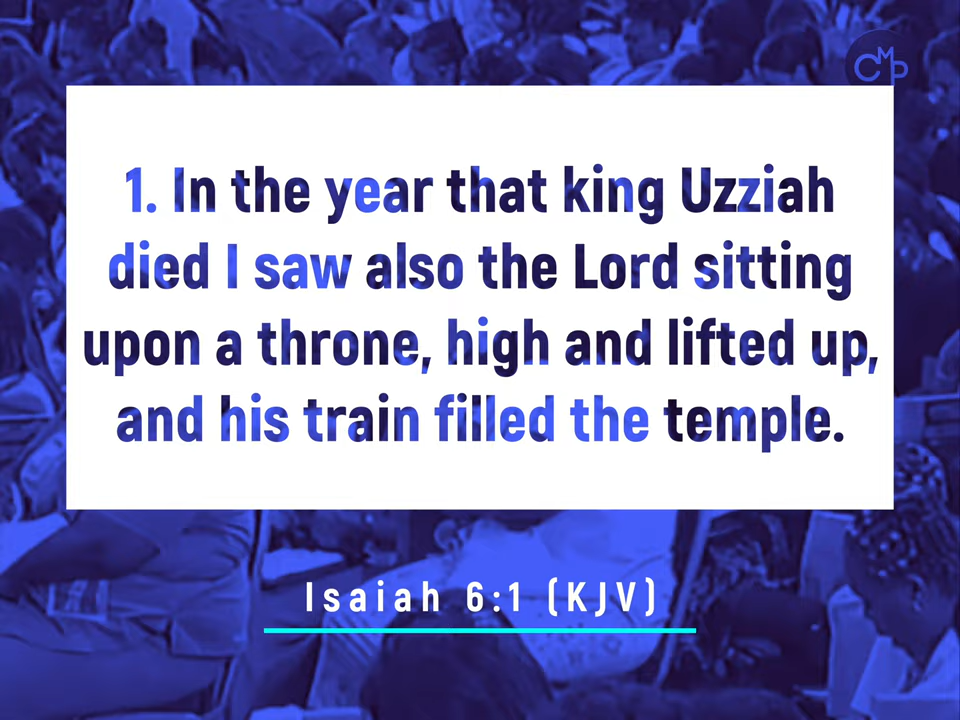 CMP
1. In the year that king Uzziah
died I saw also the Lord sitting
upon a throne, high and lifted up,
and his train filled the temple.
Isaiah 6:1 (KJV)